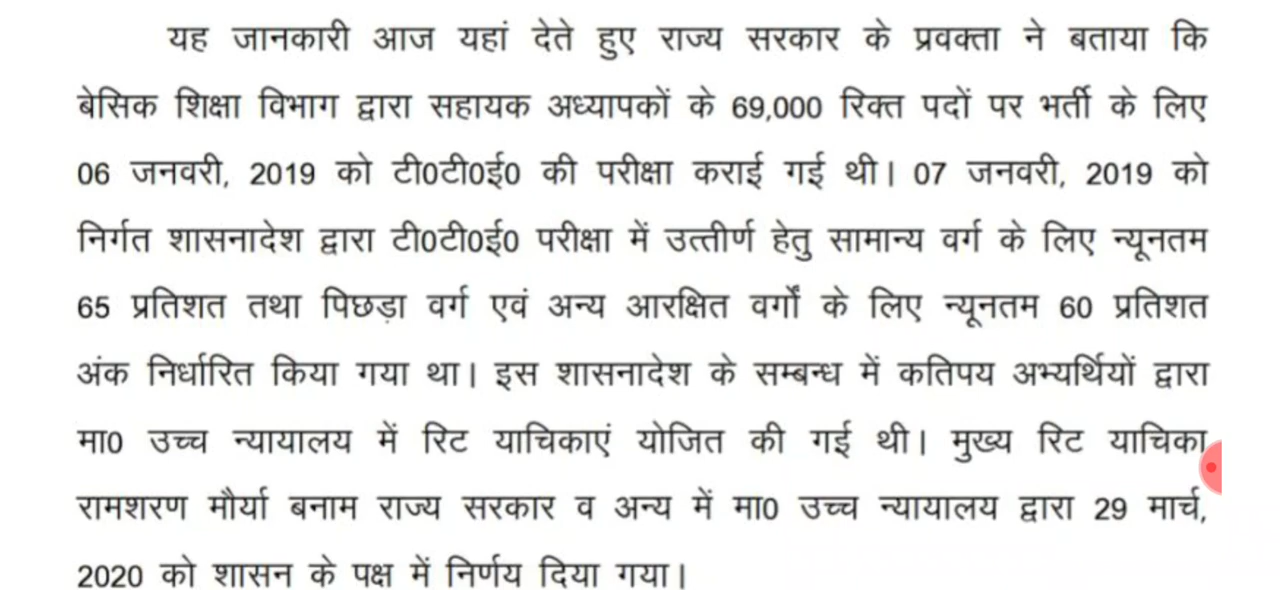 यह जानकारी आज यहां देते हुए राज्य सरकार के प्रवक्ता ने बताया कि
बेसिक शिक्षा विभाग द्वारा सहायक अध्यापकों के 69,000 रिक्त पदों पर भर्ती के लिए
06 जनवरी, 2019 को टी0टी0ई0 की परीक्षा कराई गई थी। 07 जनवरी, 2019 को
निर्गत शासनादेश द्वारा टी0टी0ई0 परीक्षा में उत्तीर्ण हेतु सामान्य वर्ग के लिए न्यूनतम
65 प्रतिशत तथा पिछड़ा वर्ग एवं अन्य आरक्षित वर्गों के लिए न्यूनतम 60 प्रतिशत
अंक निर्धारित किया गया था। इस शासनादेश के सम्बन्ध में कतिपय अभ्यर्थियों द्वारा
मा0 उच्च न्यायालय में रिट याचिकाएं योजित की गई थी। मुख्य रिट याचिका
रामशरण मौर्या बनाम राज्य सरकार व अन्य में मा0 उच्च न्यायालय द्वारा 29 मार्च,
2020 को शासन के पक्ष में निर्णय दिया गया।